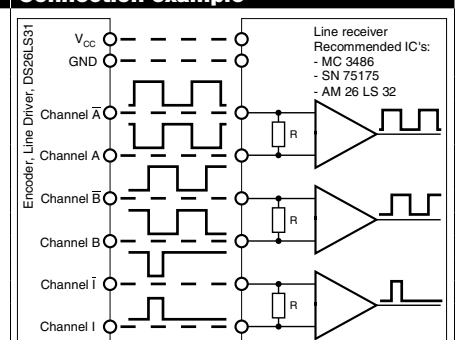 Connection example
Encoder, Line Driver, DS26LS31
VCC
GND
Channel A̅
Channel A
Channel B̅
Channel B
Channel I̅
Channel I
Line receiver
Recommended IC's:
- MC 3486
- SN 75175
- AM 26 LS 32
R
R
R